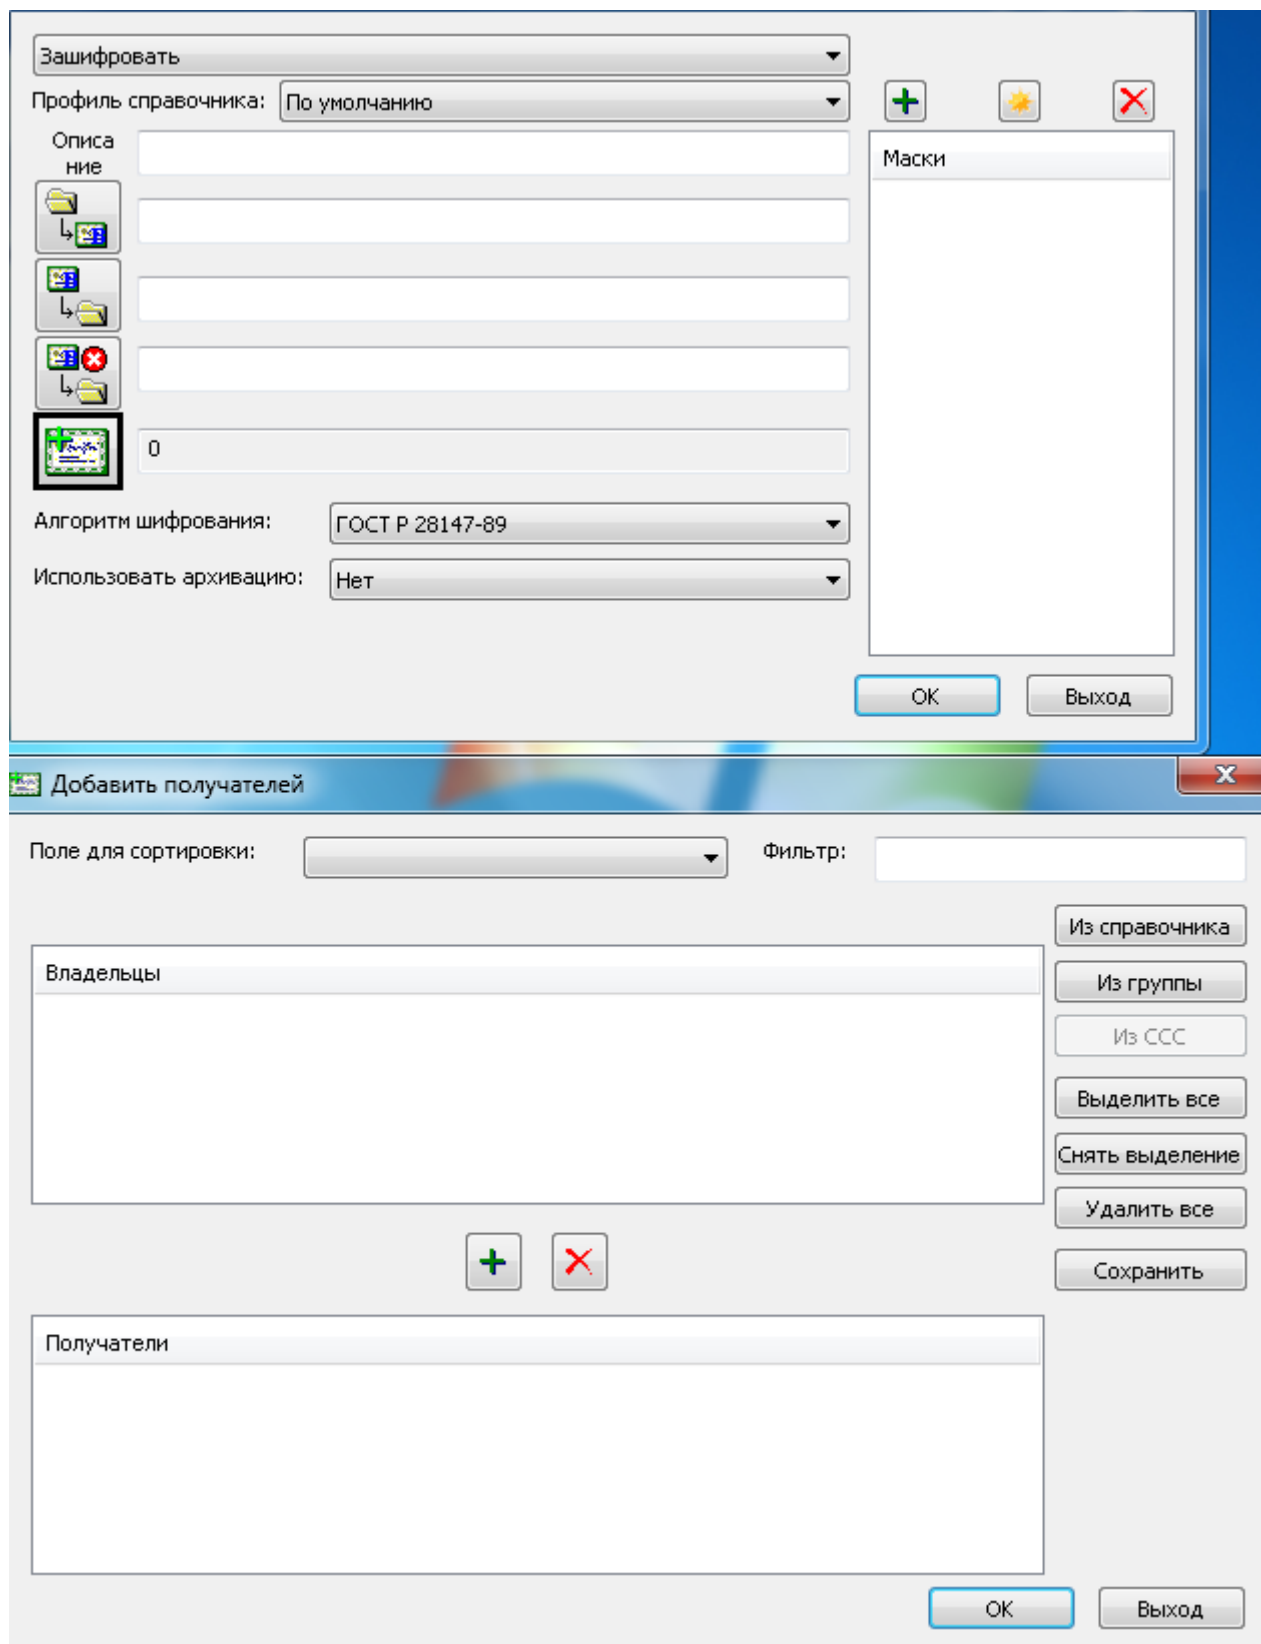 Зашифровать
Профиль справочника: По умолчанию
Описа
ние
Маски
0
Алгоритм шифрования: ГОСТ Р 28147-89
Использовать архивацию: Нет
ОК Выход
Добавить получателей
Поле для сортировки: Фильтр:
Из справочника
Владельцы
Из группы
Из ССС
Выделить все
Снять выделение
Удалить все
Сохранить
Получатели
ОК Выход